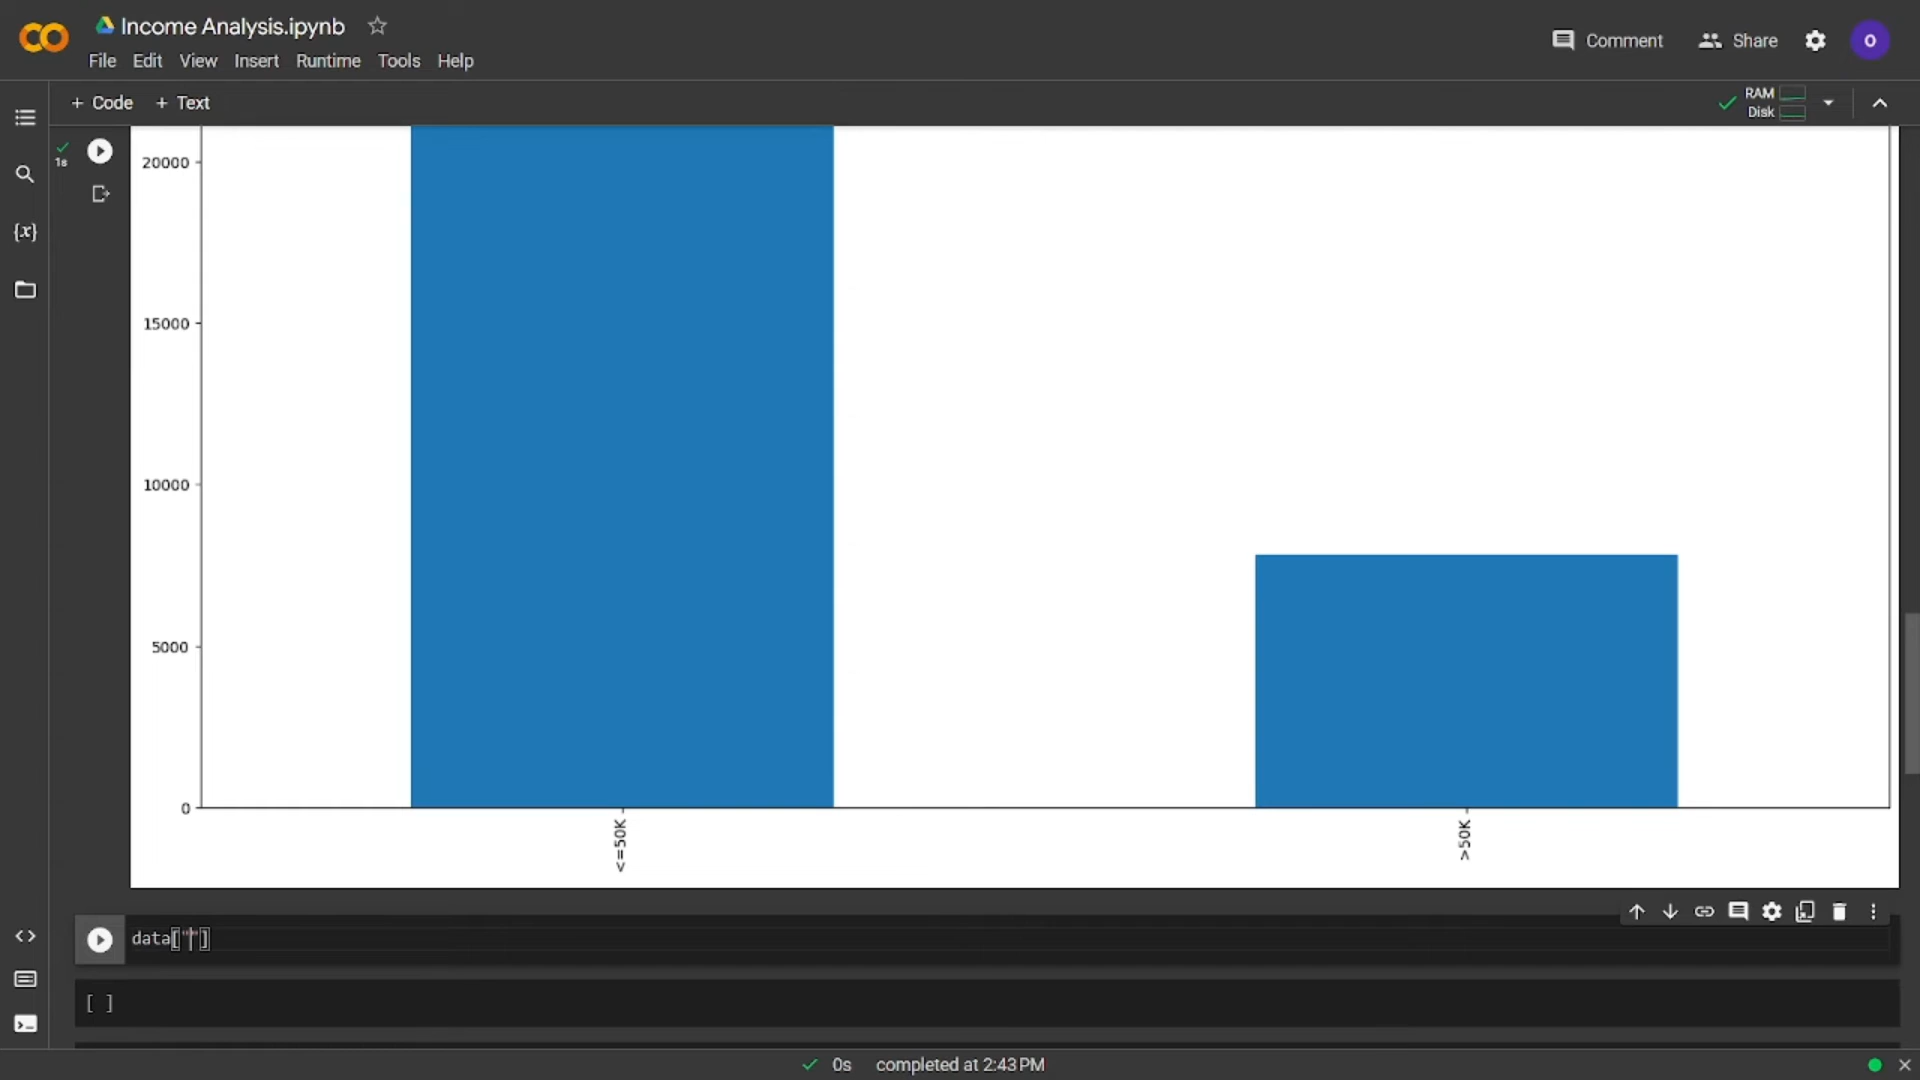 Income Analysis.ipynb
Comment
Share
O
File Edit View Insert Runtime Tools Help
+ Code + Text
RAM
Disk
1s
{x}
20000
15000
10000
5000
0
<=50K
>50K
data[""]
[ ]
0s completed at 2:43 PM